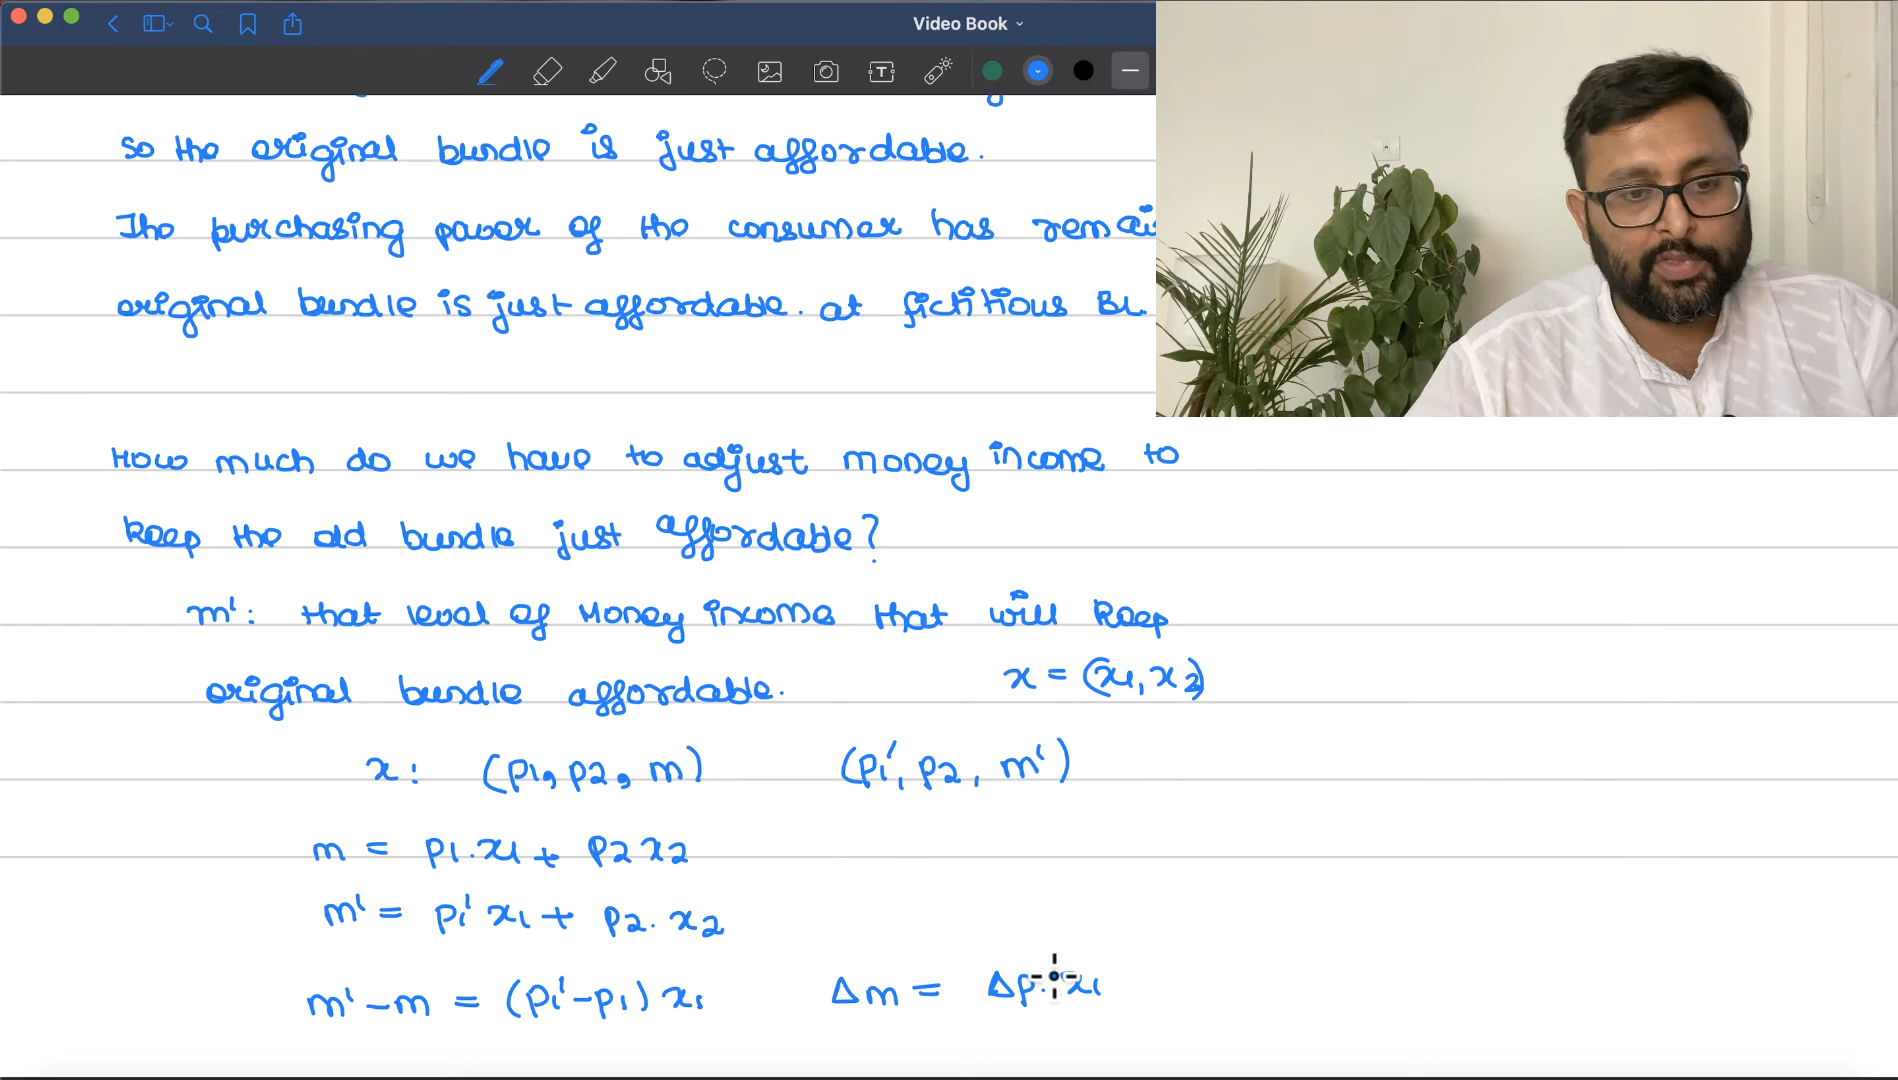 Video Book
so the original bundle is just affordable.
The purchasing power of the consumer has
original bundle is just affordable. at fictitious BL.
How much do we have to adjust money income to
keep the old bundle just affordable?
m': that level of Money income that will keep
original bundle affordable.
x = (x1, x2)
x: (p1, p2, m) (p1', p2, m')
m = p1.x1 + p2 x2
m' = p1' x1 + p2. x2
m' - m = (p1' - p1) x1 Δm = Δp. x1